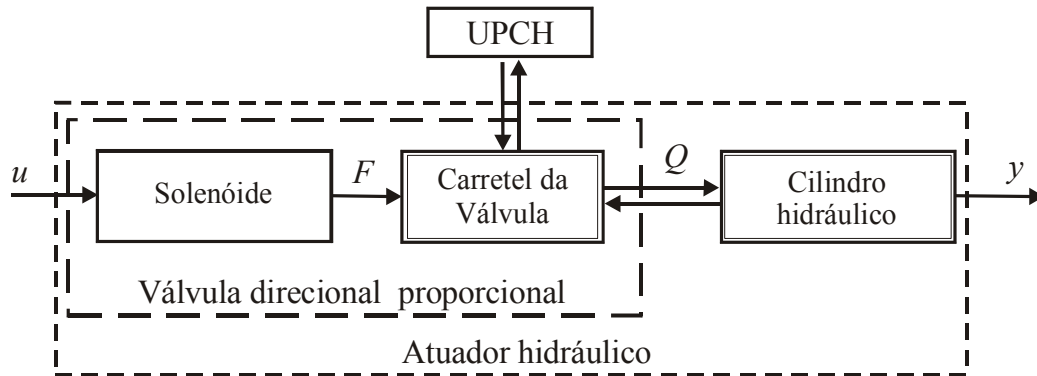 UPCH
u
Solenóide
F
Carretel da
Válvula
Q
Cilindro
hidráulico
y
Válvula direcional proporcional
Atuador hidráulico